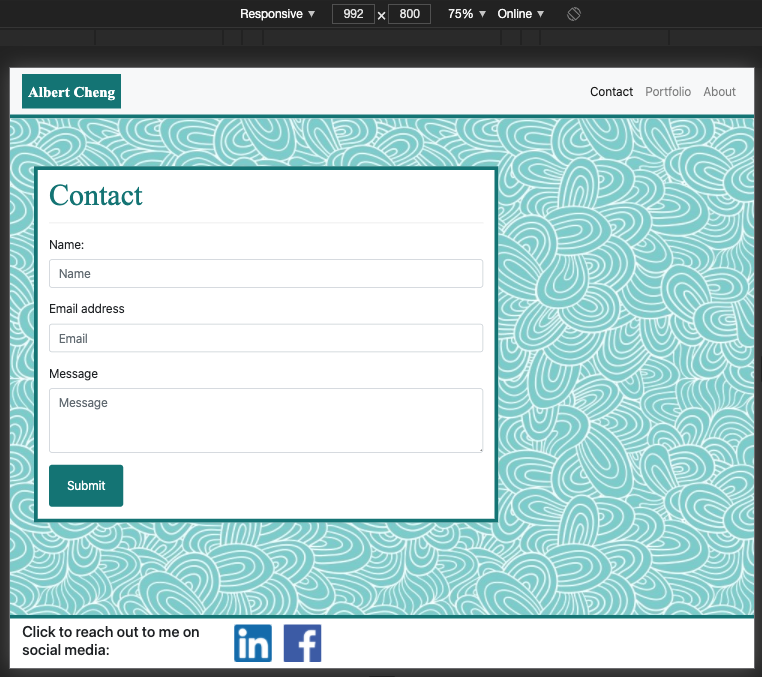 Responsive ▼ 992 x 800 75% ▼ Online ▼
Albert Cheng Contact Portfolio About
Contact
Name:
Name
Email address
Email
Message
Message
Submit
Click to reach out to me on
social media:
in f